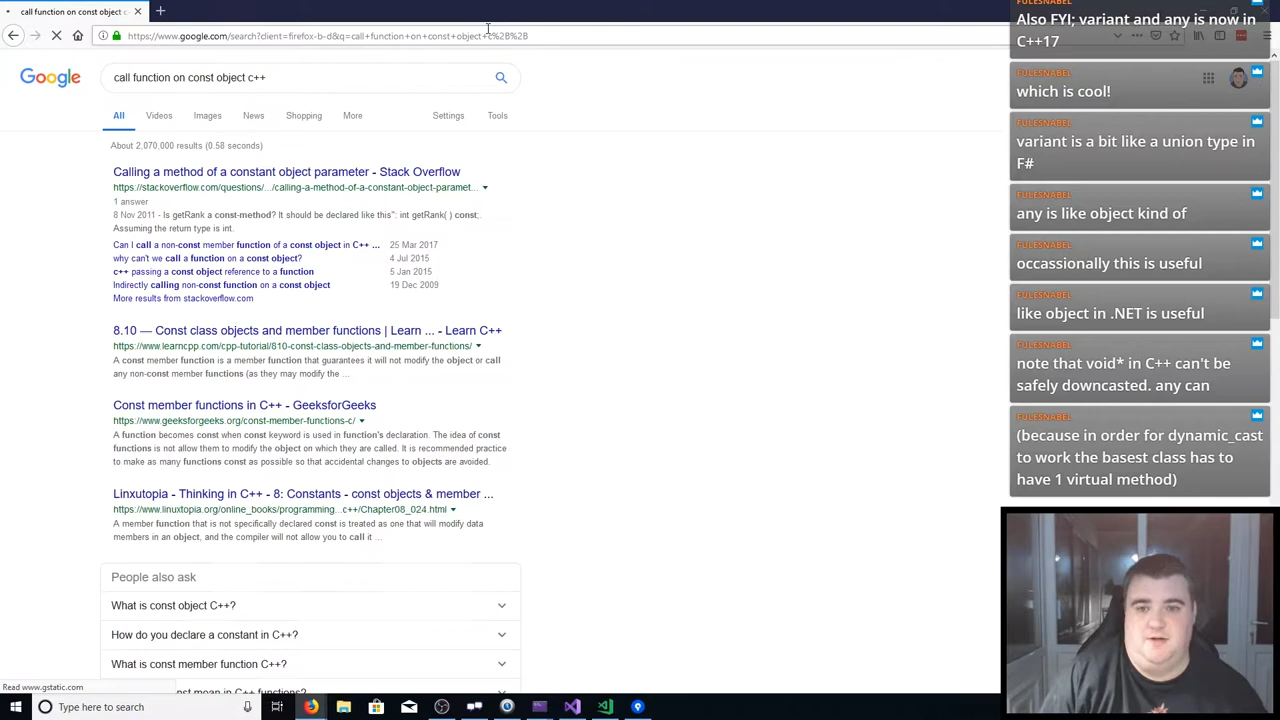 call function on const object c
https://www.google.com/search?client=firefox-b-d&q=call+function+on+const+object+c%2B%2B
Google
call function on const object c++
All
Videos
Images
News
Shopping
More
Settings
Tools
About 2,070,000 results (0.58 seconds)
Calling a method of a constant object parameter - Stack Overflow
https://stackoverflow.com/questions/.../calling-a-method-of-a-constant-object-paramet...
1 answer
8 Nov 2011 - Is getRank a const-method? It should be declared like this": int getRank( ) const;.
Assuming the return type is int.
Can I call a non-const member function of a const object in C++ ... 25 Mar 2017
why can't we call a function on a const object? 4 Jul 2015
c++ passing a const object reference to a function 5 Jan 2015
Indirectly calling non-const function on a const object 19 Dec 2009
More results from stackoverflow.com
8.10 — Const class objects and member functions | Learn ... - Learn C++
https://www.learncpp.com/cpp-tutorial/810-const-class-objects-and-member-functions/
A const member function is a member function that guarantees it will not modify the object or call
any non-const member functions (as they may modify the ...
Const member functions in C++ - GeeksforGeeks
https://www.geeksforgeeks.org/const-member-functions-c/
A function becomes const when const keyword is used in function's declaration. The idea of const
functions is not allow them to modify the object on which they are called. It is recommended practice
to make as many functions const as possible so that accidental changes to objects are avoided.
Linxutopia - Thinking in C++ - 8: Constants - const objects & member ...
https://www.linuxtopia.org/online_books/programming...c++/Chapter08_024.html
A member function that is not specifically declared const is treated as one that will modify data
members in an object, and the compiler will not allow you to call it ...
People also ask
What is const object C++?
How do you declare a constant in C++?
What is const member function C++?
st mean in C++ functions?
Read www.gstatic.com
Type here to search
FULESNABEL
Also FYI; variant and any is now in
C++17
FULESNABEL
which is cool!
FULESNABEL
variant is a bit like a union type in
F#
FULESNABEL
any is like object kind of
FULESNABEL
occassionally this is useful
FULESNABEL
like object in .NET is useful
FULESNABEL
note that void* in C++ can't be
safely downcasted. any can
FULESNABEL
(because in order for dynamic_cast
to work the basest class has to
have 1 virtual method)